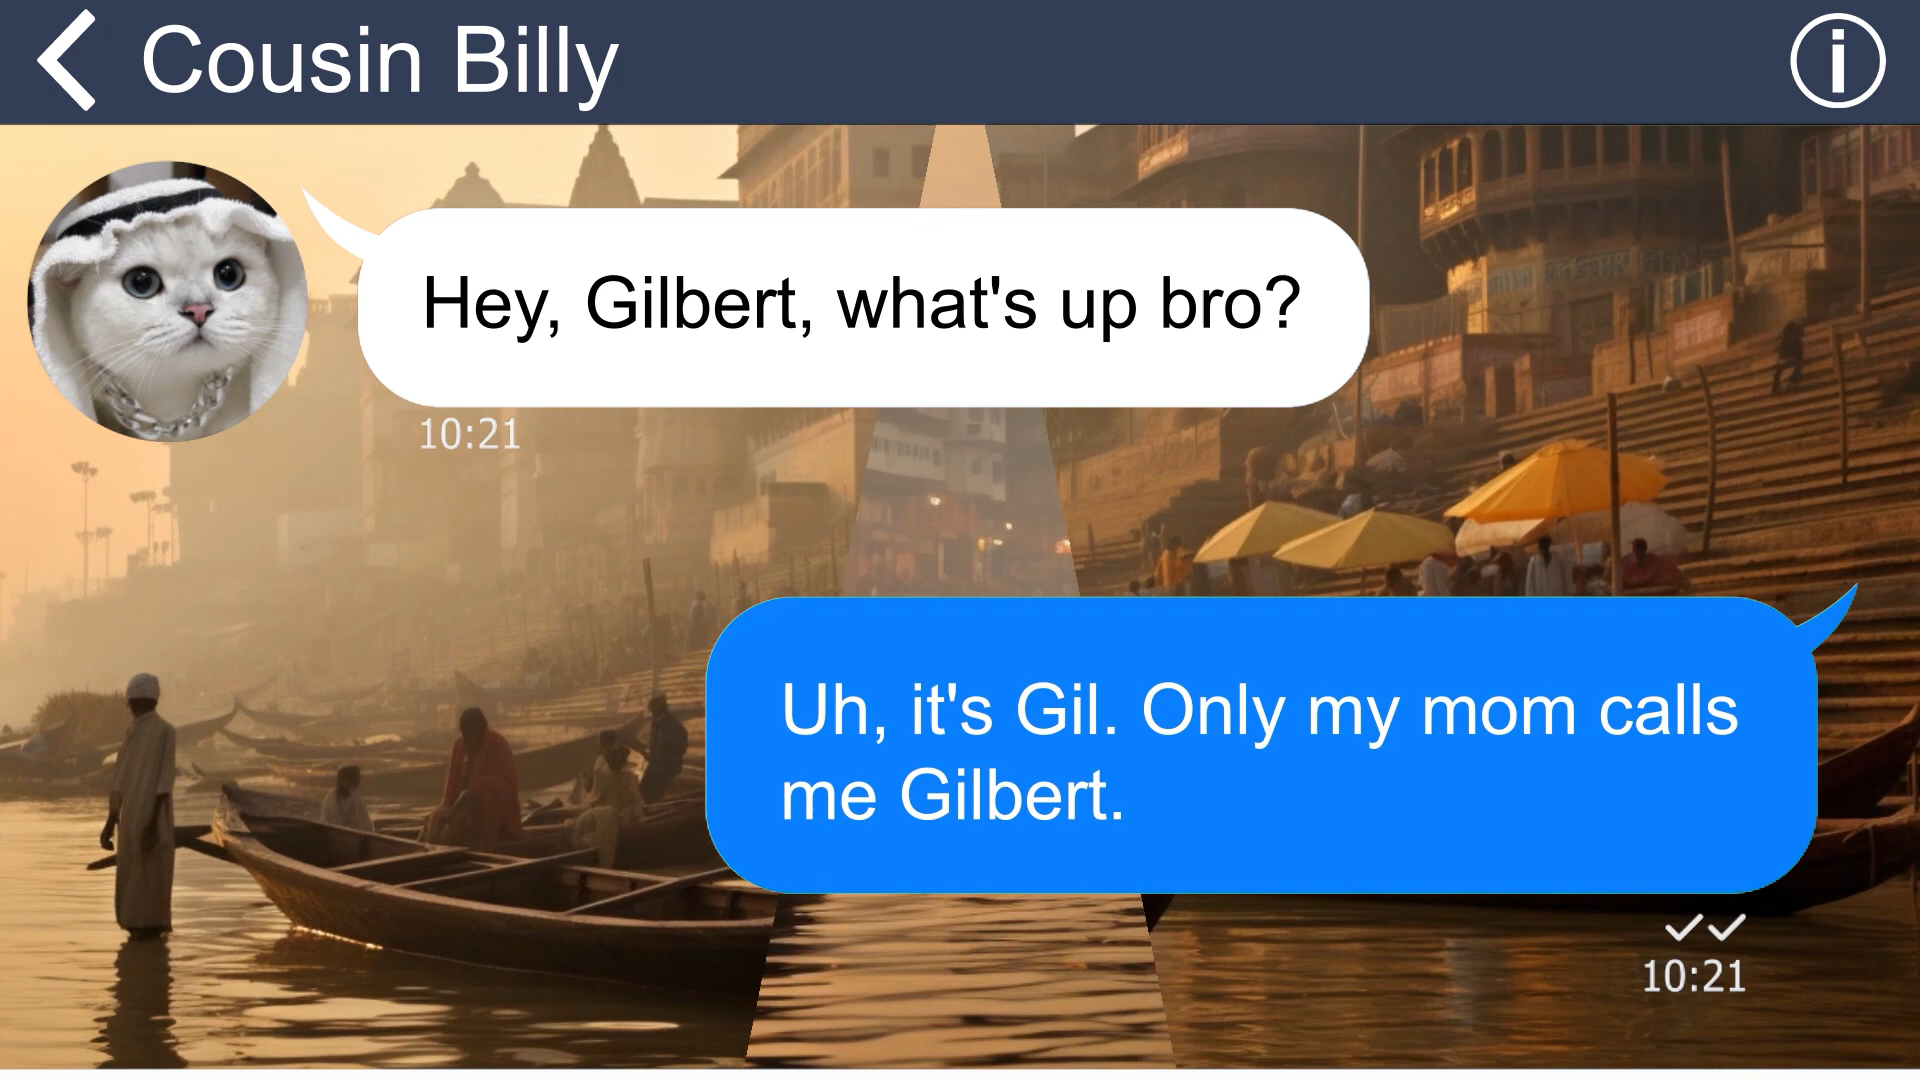 Cousin Billy
Hey, Gilbert, what's up bro?
10:21
Uh, it's Gil. Only my mom calls
me Gilbert.
10:21